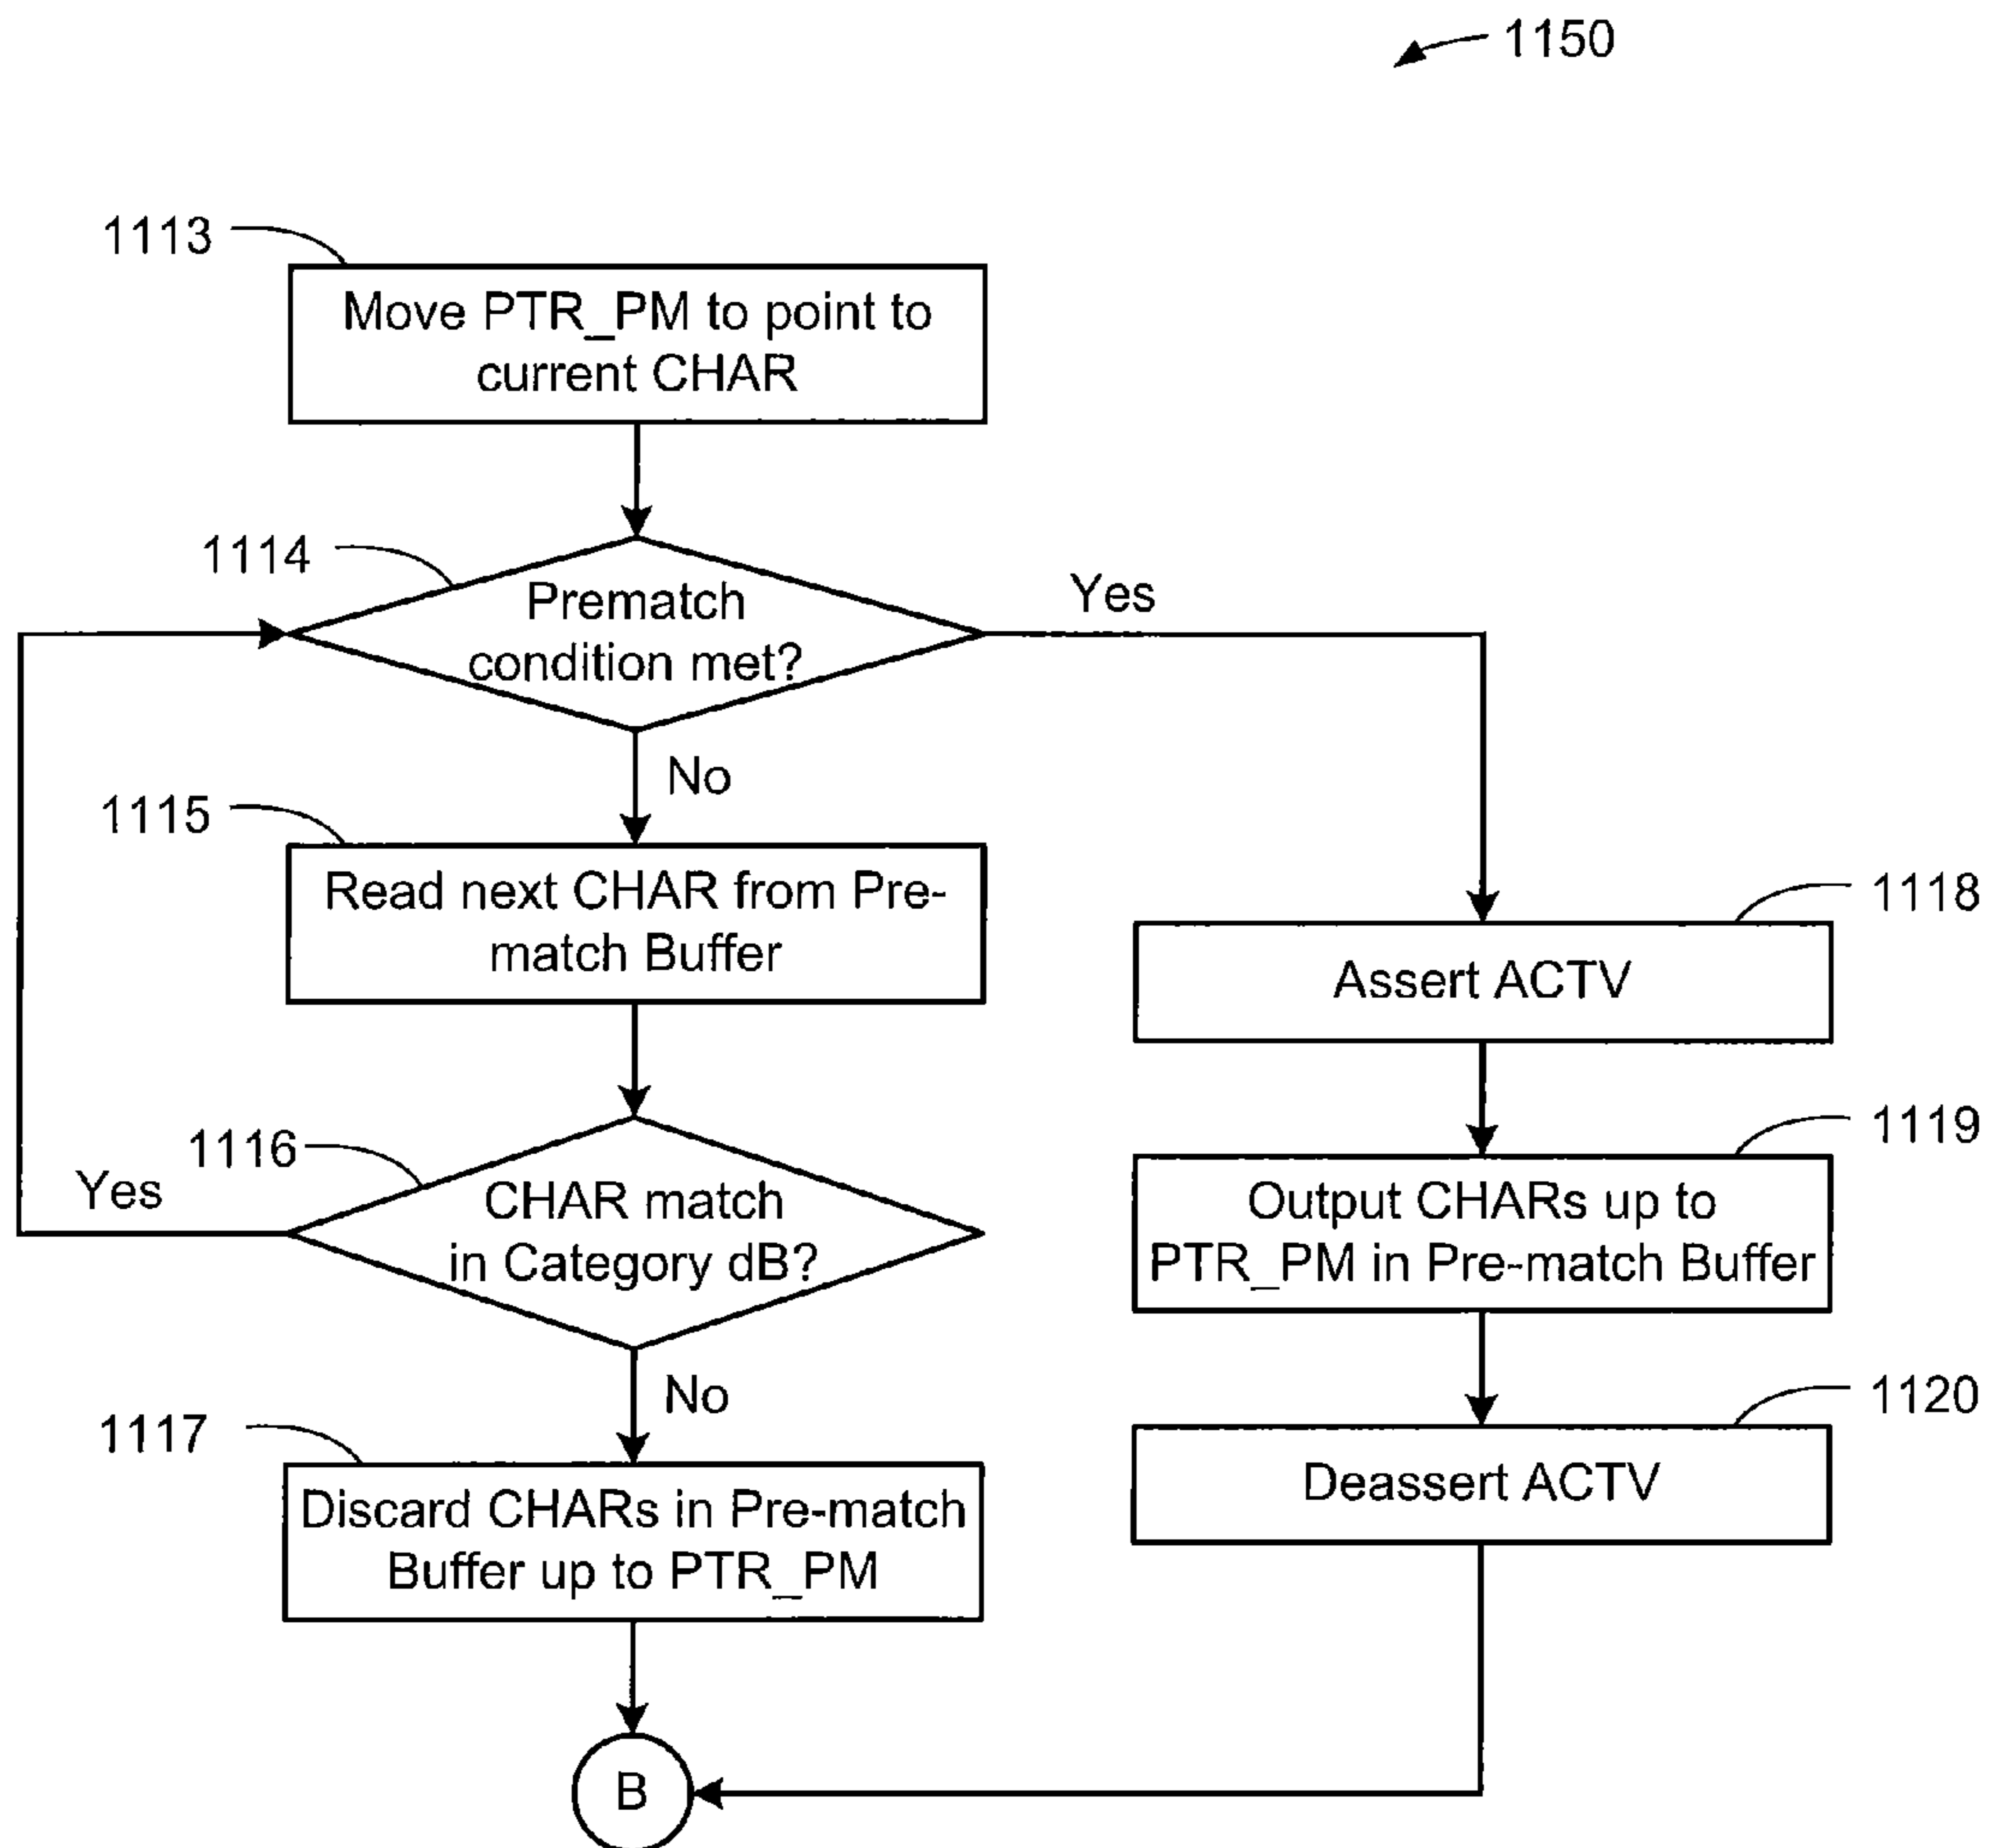 1150
1113
Move PTR_PM to point to
current CHAR
1114
Prematch
condition met?
Yes
No
1115
Read next CHAR from Pre-
match Buffer
1116
CHAR match
in Category dB?
Yes
No
1117
Discard CHARs in Pre-match
Buffer up to PTR_PM
1118
Assert ACTV
1119
Output CHARs up to
PTR_PM in Pre-match Buffer
1120
Deassert ACTV
B